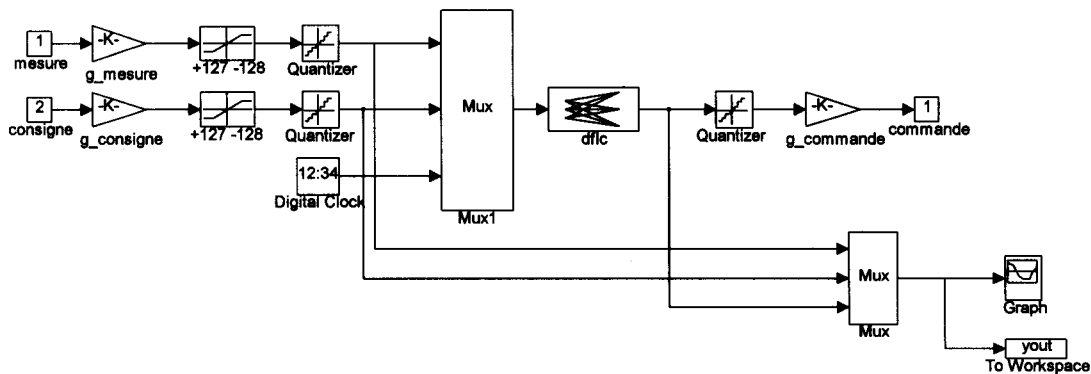 1
mesure
-K-
g_mesure
+127 -128
Quantizer
2
consigne
-K-
g_consigne
+127 -128
Quantizer
12:34
Digital Clock
Mux
Mux1
dflc
Quantizer
-K-
g_commande
1
commande
Mux
Mux
Graph
yout
To Workspace